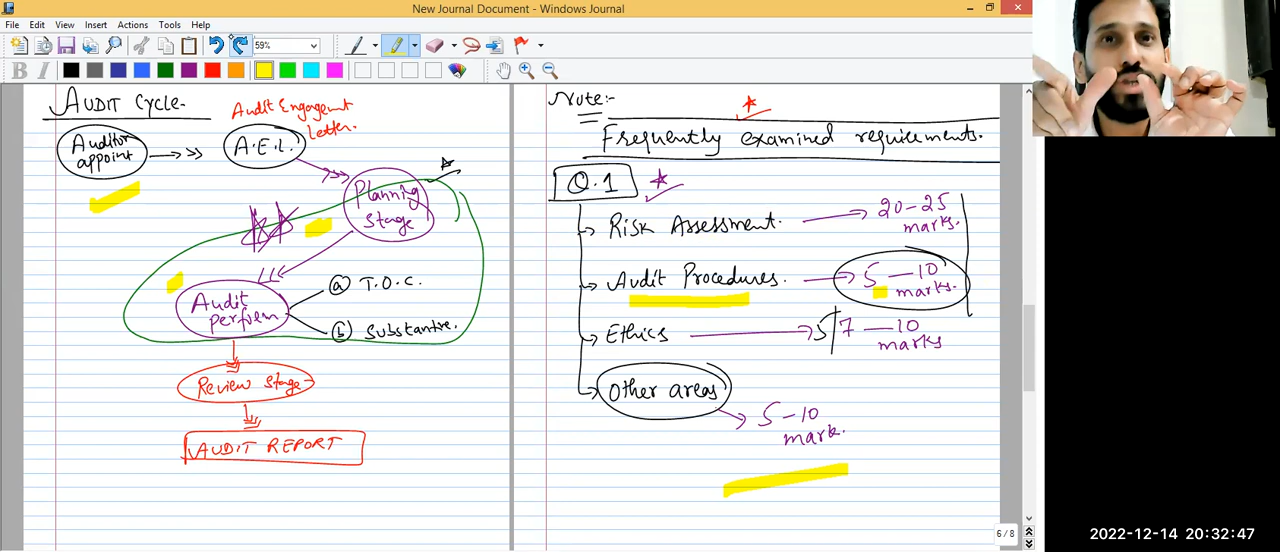 New Journal Document - Windows Journal
File Edit View Insert Actions Tools Help
59%
B I
AUDIT Cycle-
Audit Engagement
Letter.
Auditor
appoint
A.E.L.
Planning
Stage
Audit
perform
(a) T.O.C.
(b) Substantive.
Review Stage
AUDIT REPORT
Note:-
Frequently examined requirements.
Q.1
Risk Assessment. 20-25
marks.
Audit Procedures. 5-10
marks.
Ethics 5/7-10
marks
Other areas
5-10
mark.
6/8
2022-12-14 20:32:47